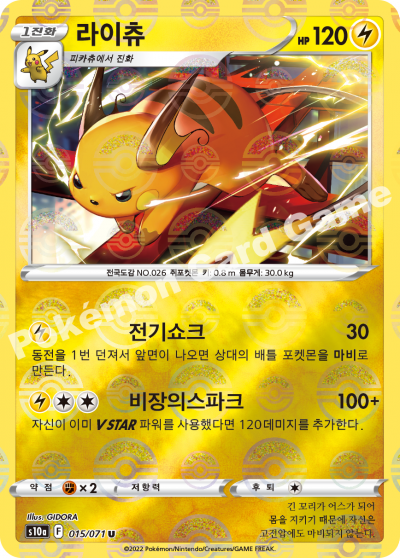 1진화
라이츄
HP 120
피카츄에서 진화
전국도감 NO.026 쥐포켓몬 키: 0.8 m 몸무게: 30.0 kg
전기쇼크 30
동전을 1번 던져서 앞면이 나오면 상대의 배틀 포켓몬을 마비로
만든다.
비장의스파크 100+
자신이 이미 VSTAR 파워를 사용했다면 120데미지를 추가한다.
약점 ×2 저항력 후퇴
Illus. GIDORA
s10a F 015/071 U
긴 꼬리가 어스가 되어
몸을 지키기 때문에 자신은
고전압에도 마비되지 않는다.
©2022 Pokémon/Nintendo/Creatures/GAME FREAK.
Pokémon Card Game